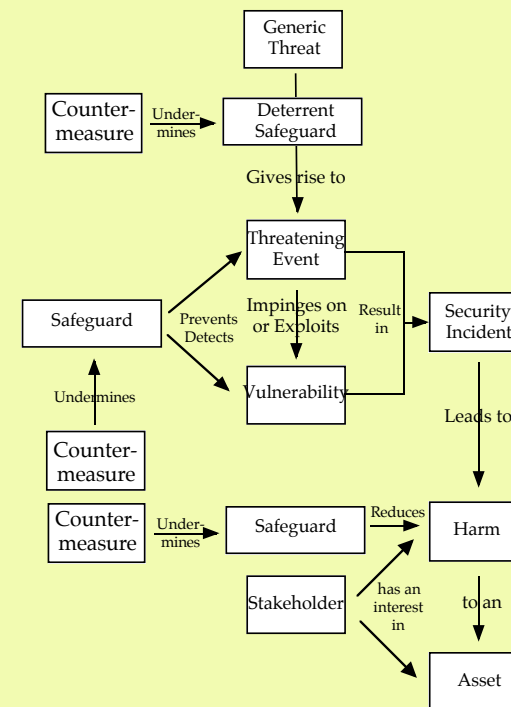 Generic
Threat
Counter-
measure
Under-
mines
Deterrent
Safeguard
Gives rise to
Threatening
Event
Safeguard
Prevents
Detects
Impinges on
or Exploits
Result
in
Security
Incident
Vulnerability
Undermines
Leads to
Counter-
measure
Counter-
measure
Under-
mines
Safeguard
Reduces
Harm
Stakeholder
has an
interest
in
to an
Asset